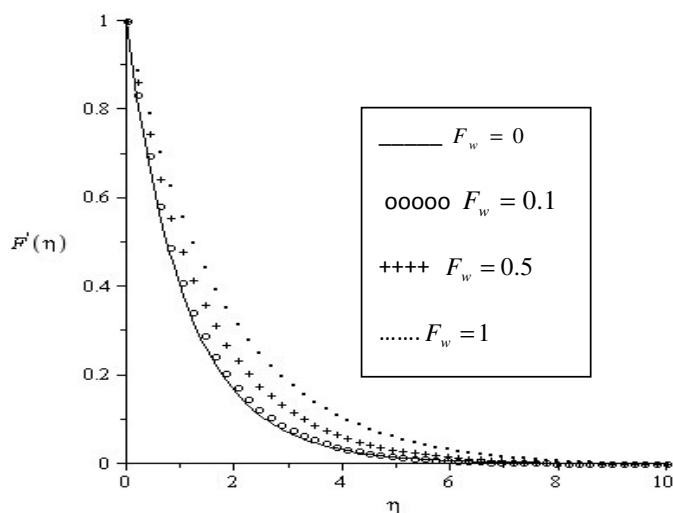 1
0.8
0.6
F'(η)
0.4
0.2
0
0 2 4 6 8 10
η
_____ F_w = 0
ooooo F_w = 0.1
++++ F_w = 0.5
....... F_w = 1